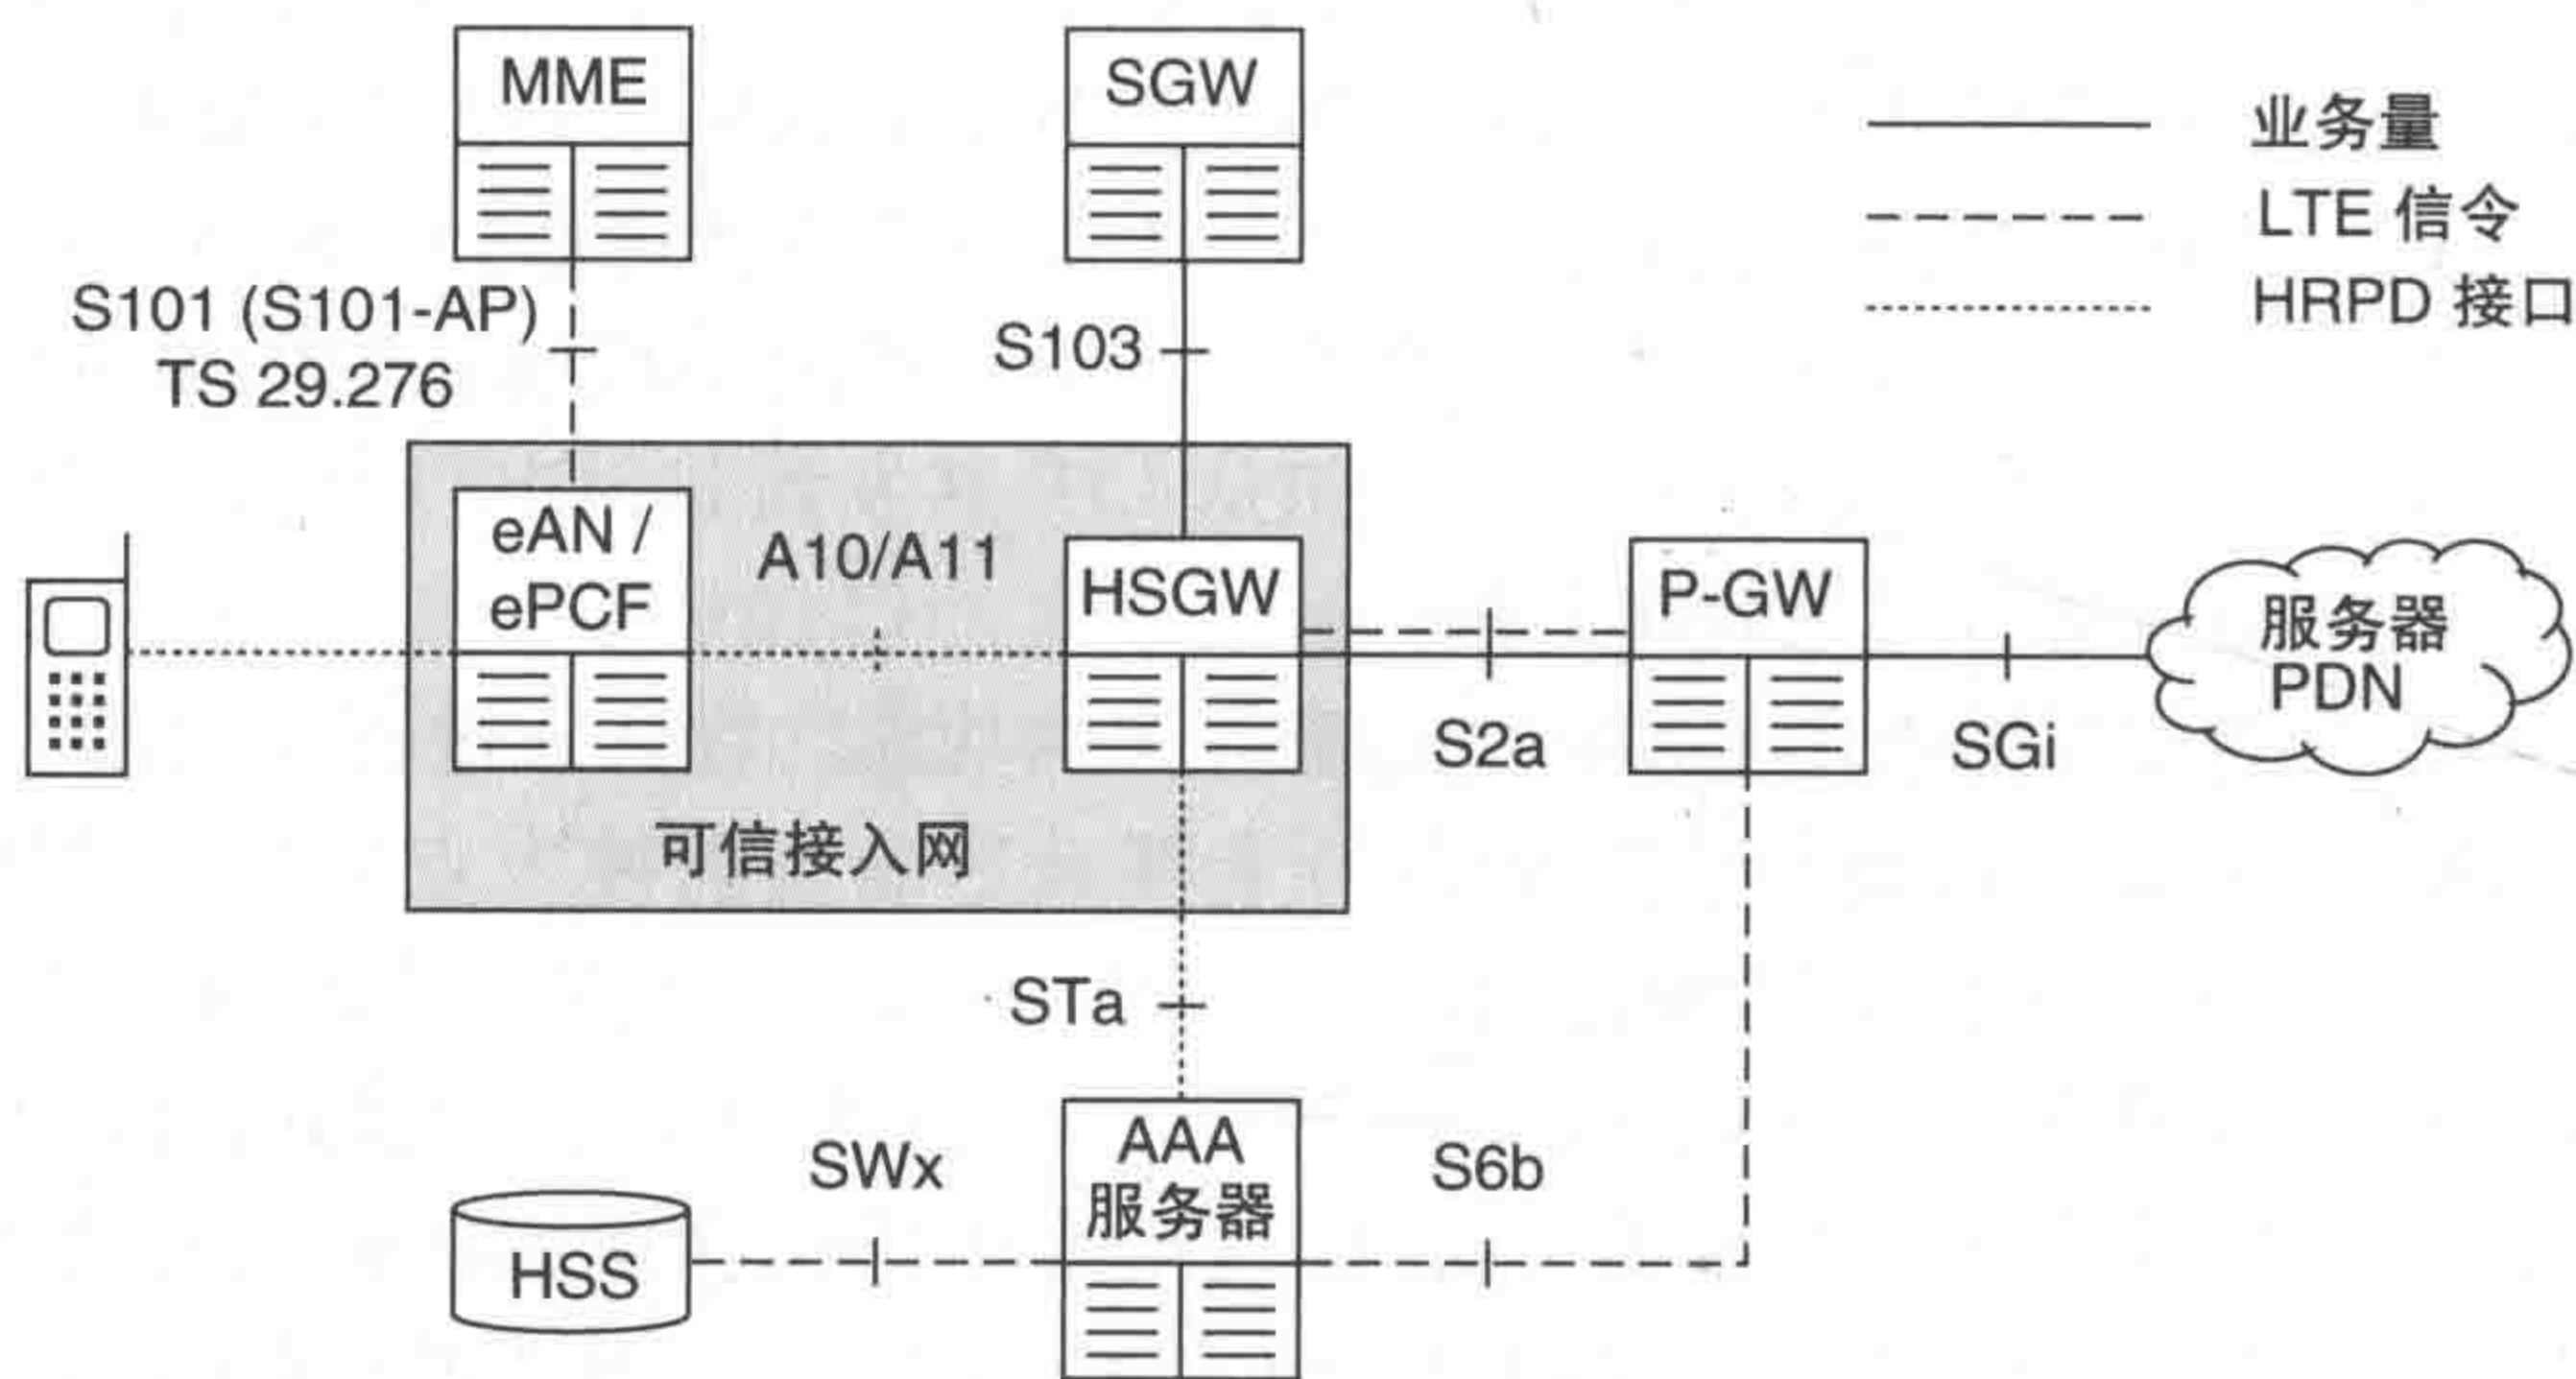 MME
SGW
业务量
LTE 信令
HRPD 接口
S101 (S101-AP)
TS 29.276
S103
eAN /
ePCF
A10/A11
HSGW
P-GW
服务器
PDN
S2a
SGi
可信接入网
STa
SWx
AAA
服务器
S6b
HSS